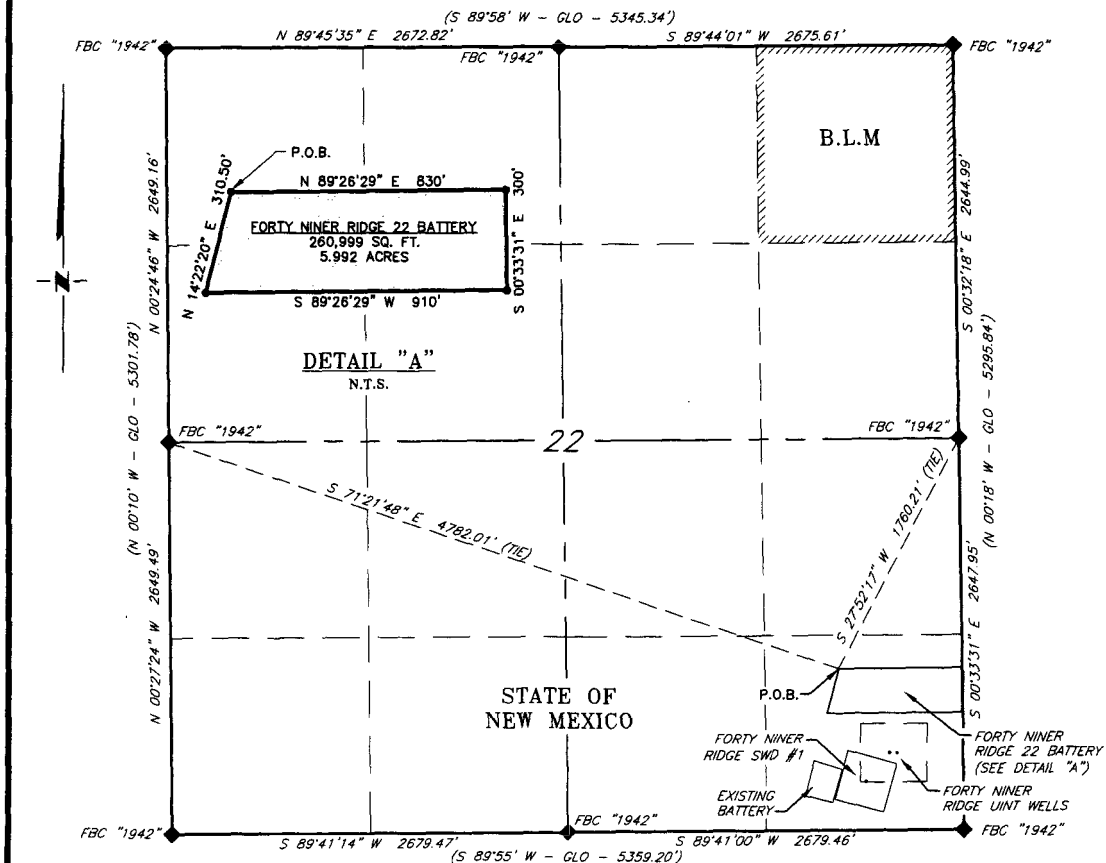 (S 89°58' W - GLO - 5345.34')
N 89°45'35" E 2672.82'
S 89°44'01" W 2675.61'
FBC "1942"
FBC "1942"
FBC "1942"
B.L.M
P.O.B.
N 89°26'29" E 830'
310.50'
N 14°22'20" E
S 00°33'31" E 300'
FORTY NINER RIDGE 22 BATTERY
260,999 SQ. FT.
5.992 ACRES
S 89°26'29" W 910'
N 00°24'46" W 2649.16'
S 00°32'18" E 2644.99'
Z
DETAIL "A"
N.T.S.
(N 00°10' W - GLO - 5301.78')
(N 00°18' W - GLO - 5295.84')
FBC "1942"
22
FBC "1942"
S 71°21'48" E 4782.01' (TIE)
S 27°52'17" W 1760.21' (TIE)
N 00°27'24" W 2649.49'
S 00°33'31" E 2647.95'
STATE OF
NEW MEXICO
P.O.B.
FORTY NINER
RIDGE 22 BATTERY
(SEE DETAIL "A")
FORTY NINER
RIDGE SWD #1
EXISTING
BATTERY
FORTY NINER
RIDGE UINT WELLS
FBC "1942"
FBC "1942"
FBC "1942"
S 89°41'14" W 2679.47'
S 89°41'00" W 2679.46'
(S 89°55' W - GLO - 5359.20')